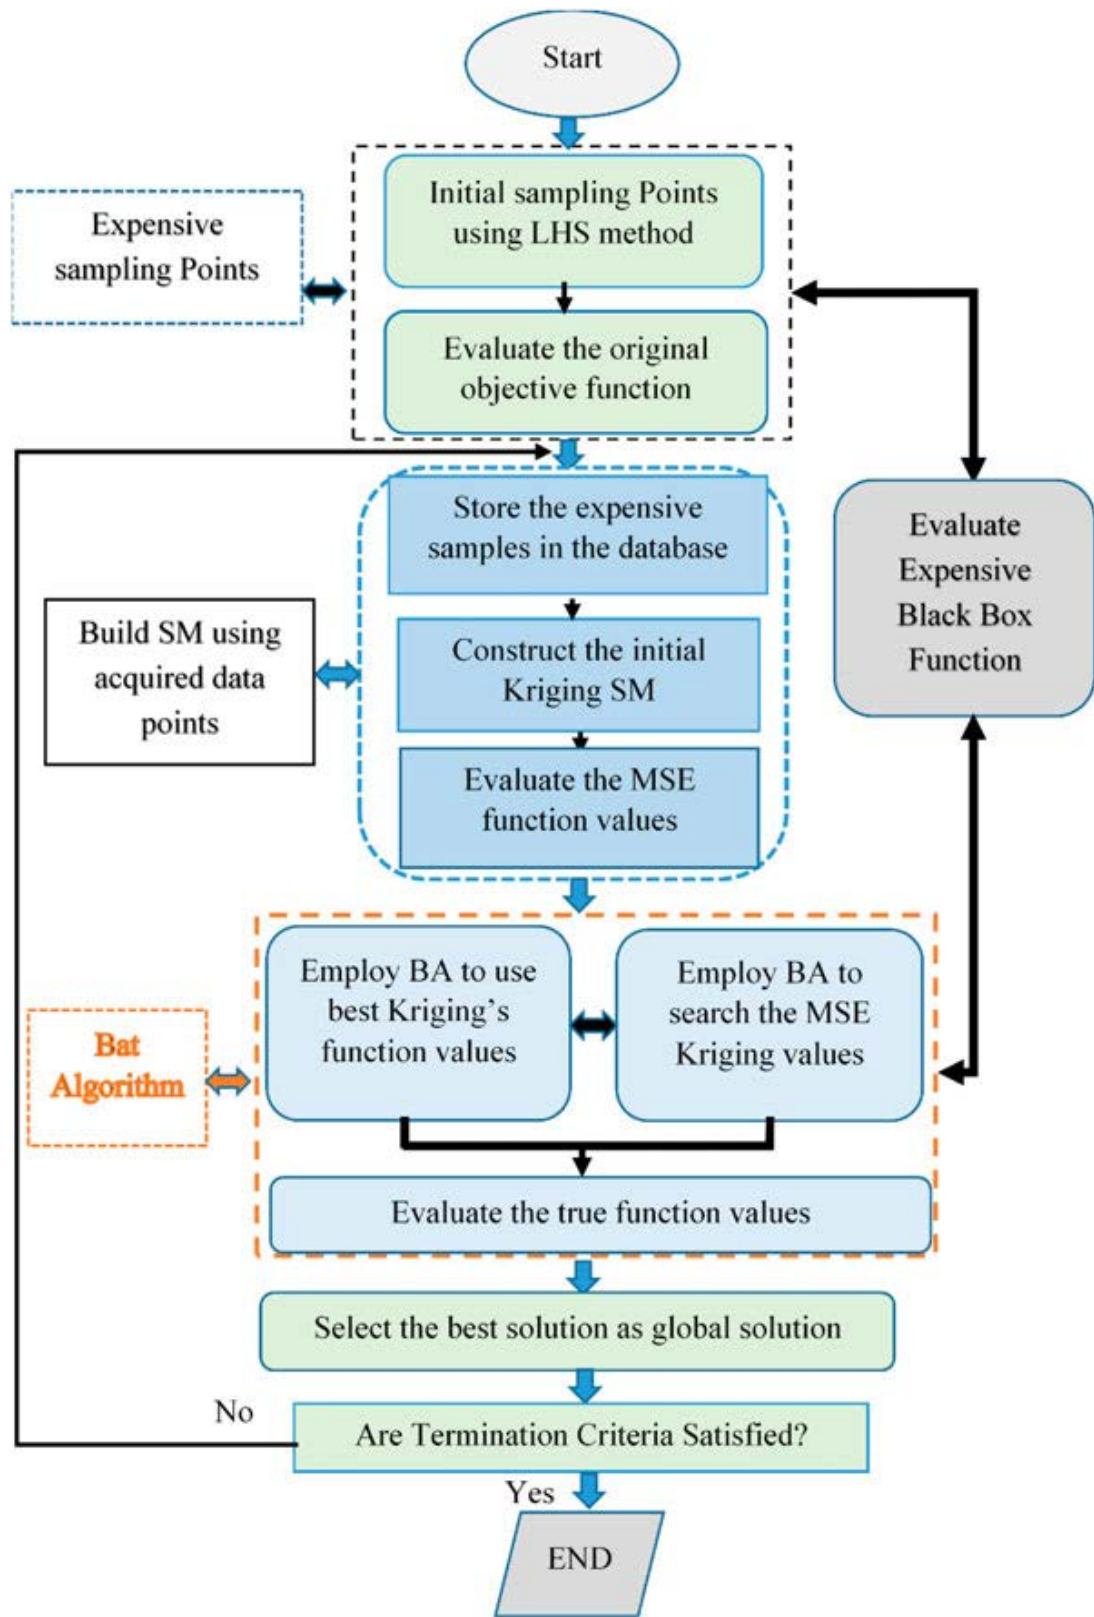 Start
Initial sampling Points
using LHS method
Expensive
sampling Points
Evaluate the original
objective function
Store the expensive
samples in the database
Evaluate
Expensive
Black Box
Function
Build SM using
acquired data
points
Construct the initial
Kriging SM
Evaluate the MSE
function values
Employ BA to use
best Kriging's
function values
Employ BA to
search the MSE
Kriging values
Bat
Algorithm
Evaluate the true function values
Select the best solution as global solution
No
Are Termination Criteria Satisfied?
Yes
END